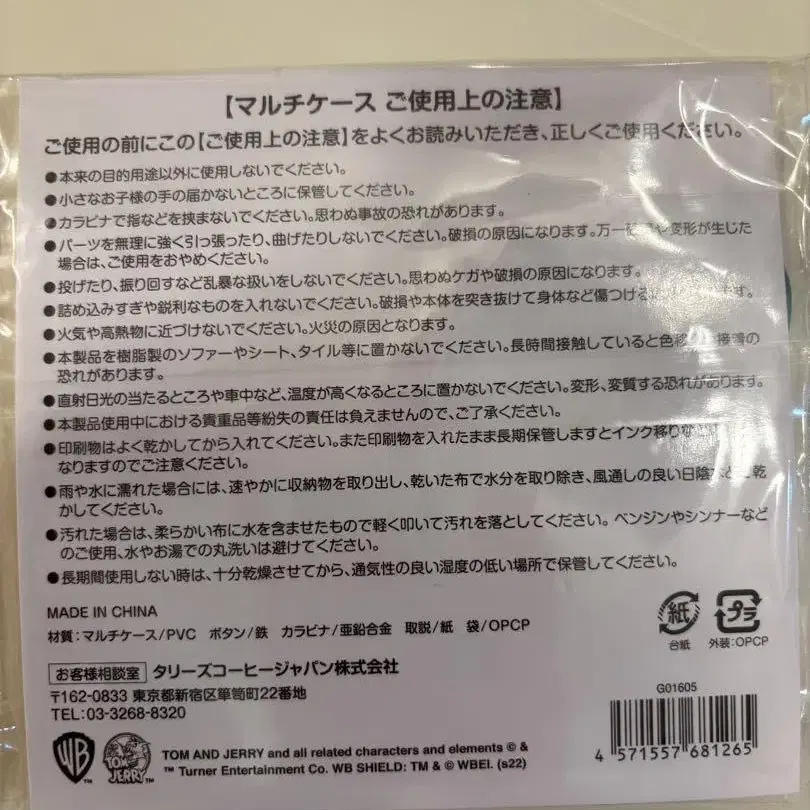 【マルチケース ご使用上の注意】
ご使用の前にこの【ご使用上の注意】をよくお読みいただき、正しくご使用ください。
●本来の目的用途以外に使用しないでください。
●小さなお子様の手の届かないところに保管してください。
●カラビナで指などを挟まないでください。思わぬ事故の恐れがあります。
●パーツを無理に強く引っ張ったり、曲げたりしないでください。破損の原因になります。万一 変形が生じた
場合は、ご使用をおやめください。
●投げたり、振り回すなど乱暴な扱いをしないでください。思わぬケガや破損の原因になります。
●詰め込みすぎや鋭利なものを入れないでください。破損や本体を突き抜けて身体など傷つける ます。
●火気や高熱物に近づけないでください。火災の原因となります。
●本製品を樹脂製のソファーやシート、タイル等に置かないでください。長時間接触していると色移 接着の
恐れがあります。
●直射日光の当たるところや車中など、温度が高くなるところに置かないでください。変形、変質する恐れがあります。
●本製品使用中における貴重品等紛失の責任は負えませんので、ご了承ください。
●印刷物はよく乾かしてから入れてください。また印刷物を入れたまま長期保管しますとインク移りな
なりますのでご注意ください。
●雨や水に濡れた場合には、速やかに収納物を取り出し、乾いた布で水分を取り除き、風通しの良い日陰 乾
かしてください。
●汚れた場合は、柔らかい布に水を含ませたもので軽く叩いて汚れを落としてください。ベンジンやシンナーなど
のご使用、水やお湯での丸洗いは避けてください。
●長期間使用しない時は、十分乾燥させてから、通気性の良い湿度の低い場所で保管してください。
MADE IN CHINA
材質:マルチケース/PVC ボタン/鉄 カラビナ/亜鉛合金 取説/紙 袋/OPCP
紙 プラ
台紙 外装:OPCP
お客様相談室 タリーズコーヒージャパン株式会社
〒162-0833 東京都新宿区箪笥町22番地
TEL:03-3268-8320
G01605
4 571557 681265
WB ™ TOM AND JERRY ™
TOM AND JERRY and all related characters and elements © &
™ Turner Entertainment Co. WB SHIELD: TM & © WBEI. (s22)